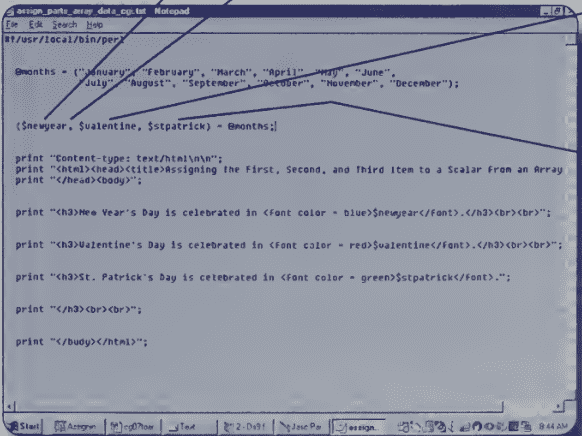 assign_parts_array_data_cgi.txt Notepad
File Edit Search Help
#!/usr/local/bin/perl
@months = ("January", "February", "March", "April", "May", "June",
"July", "August", "September", "October", "November", "December");
($newyear, $valentine, $stpatrick) = @months;
print "Content-type: text/html\n\n";
print "<html><head><title>Assigning the First, Second, and Third Item to a Scalar from an Array
print "</head><body>";
print "<h3>New Year's Day is celebrated in <font color = blue>$newyear</font>.</h3><br><br>";
print "<h3>Valentine's Day is celebrated in <font color = red>$valentine</font>.</h3><br><br>";
print "<h3>St. Patrick's Day is celebrated in <font color = green>$stpatrick</font>.";
print "</h3><br><br>";
print "</body></html>";
Start Text assign. 8:44 AM